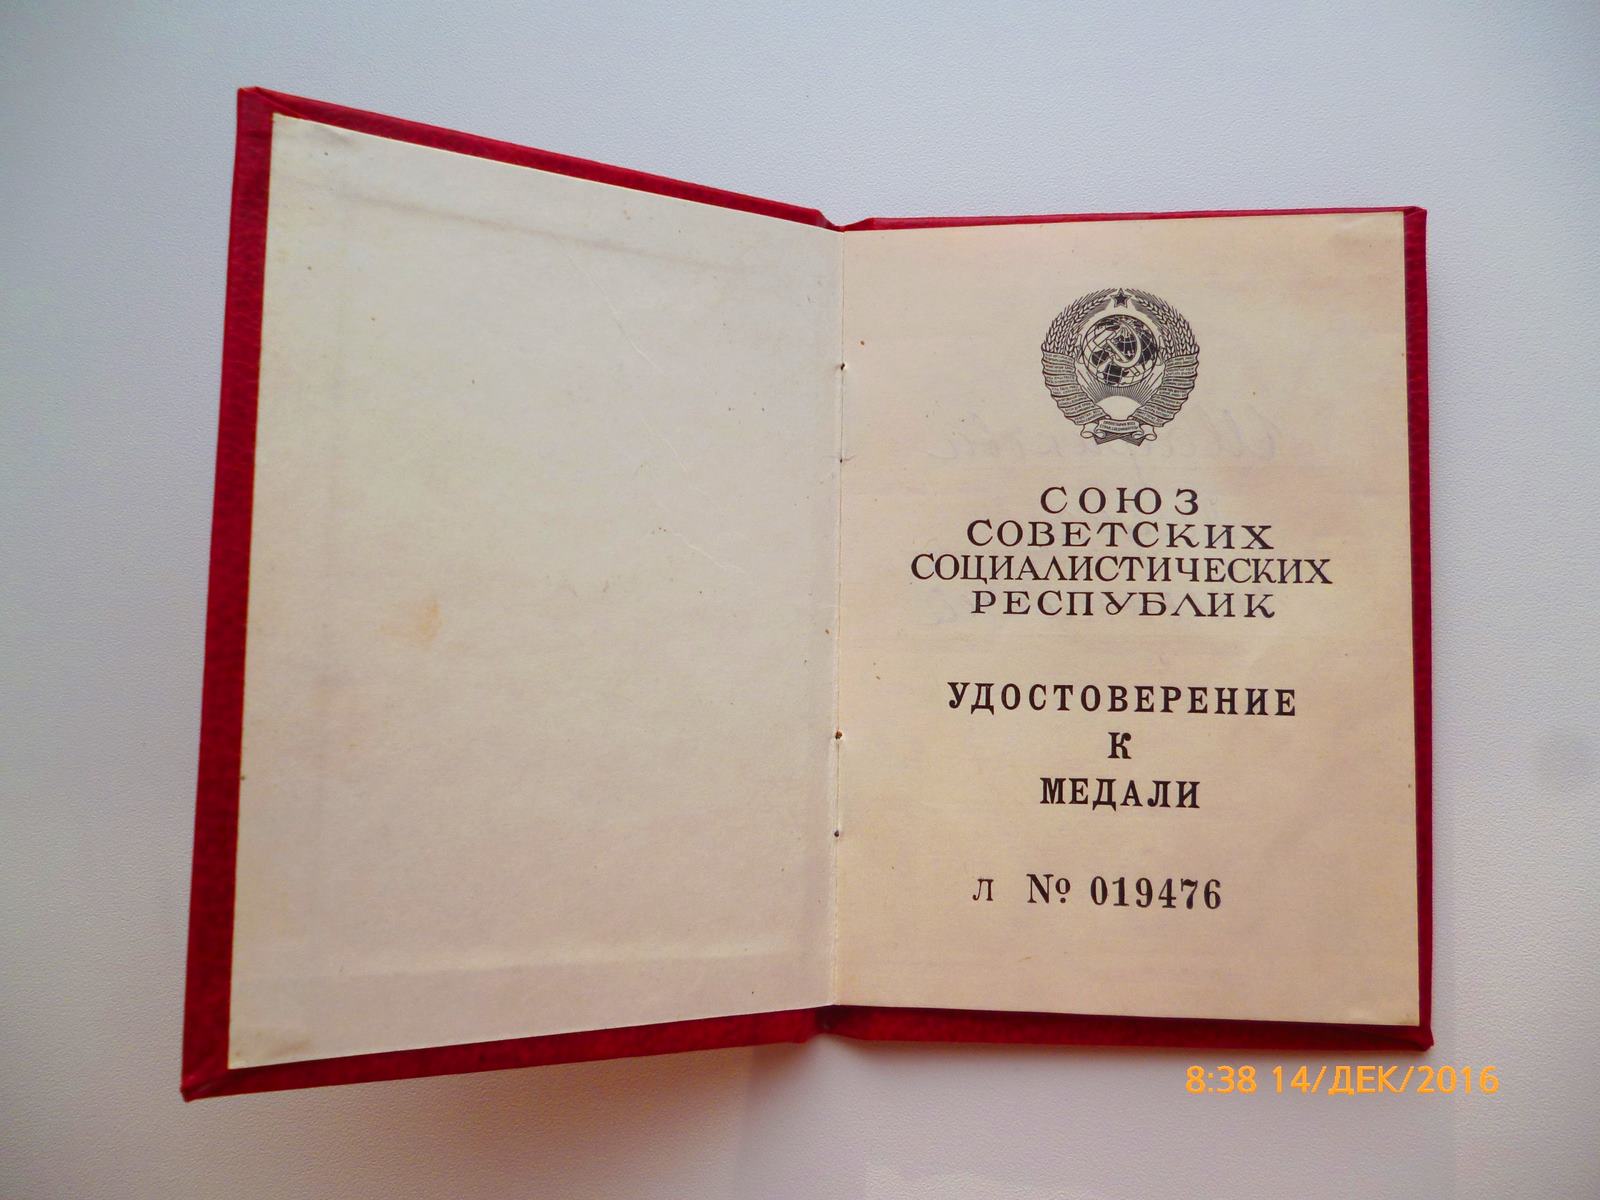 СОЮЗ
СОВЕТСКИХ
СОЦИАЛИСТИЧЕСКИХ
РЕСПУБЛИК
УДОСТОВЕРЕНИЕ
К
МЕДАЛИ
Л № 019476
8:38 14/ДЕК/2016